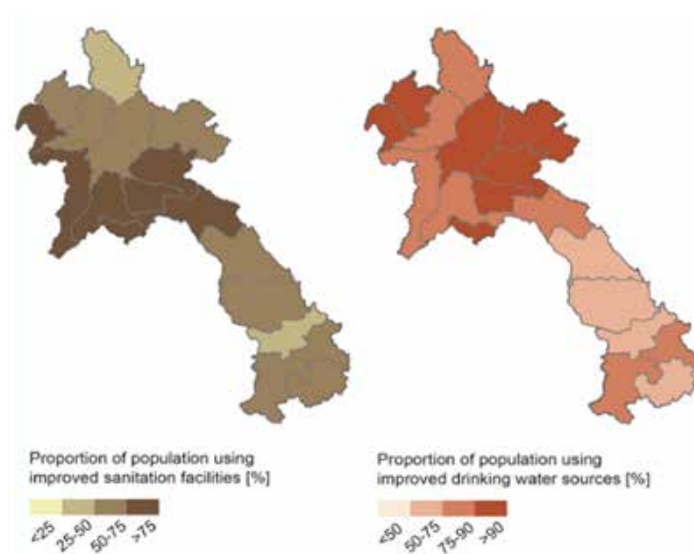 Proportion of population using
improved sanitation facilities [%]
<25 25-50 50-75 >75
Proportion of population using
improved drinking water sources [%]
<50 50-75 75-90 >90